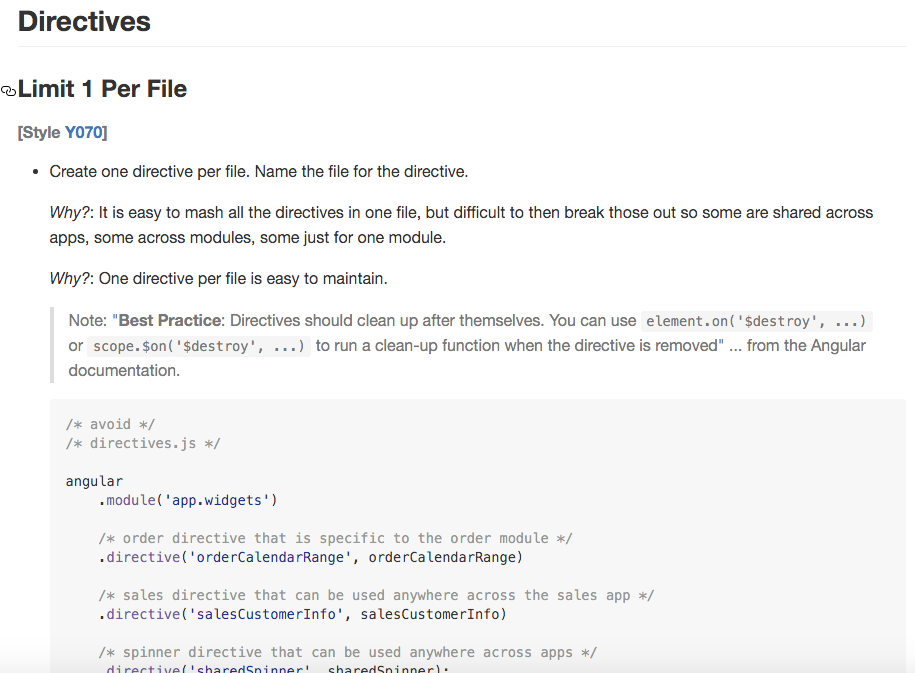 Directives
Limit 1 Per File
[Style Y070]
• Create one directive per file. Name the file for the directive.
Why?: It is easy to mash all the directives in one file, but difficult to then break those out so some are shared across
apps, some across modules, some just for one module.
Why?: One directive per file is easy to maintain.
Note: "Best Practice: Directives should clean up after themselves. You can use element.on('$destroy', ...)
or scope.$on('$destroy', ...) to run a clean-up function when the directive is removed" ... from the Angular
documentation.
/* avoid */
/* directives.js */
angular
.module('app.widgets')
/* order directive that is specific to the order module */
.directive('orderCalendarRange', orderCalendarRange)
/* sales directive that can be used anywhere across the sales app */
.directive('salesCustomerInfo', salesCustomerInfo)
/* spinner directive that can be used anywhere across apps */
.directive('sharedSpinner', sharedSpinner);